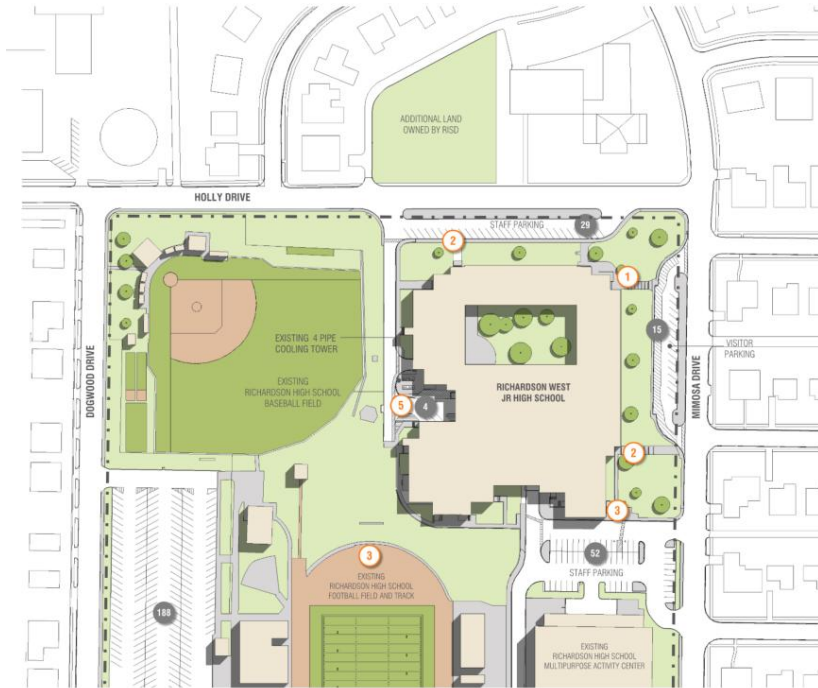 ADDITIONAL LAND
OWNED BY RISD
HOLLY DRIVE
STAFF PARKING
29
2
1
EXISTING 4 PIPE
COOLING TOWER
15
VISITOR
PARKING
DOGWOOD DRIVE
MIMOSA DRIVE
EXISTING
RICHARDSON HIGH SCHOOL
BASEBALL FIELD
RICHARDSON WEST
JR HIGH SCHOOL
5
4
2
3
3
52
STAFF PARKING
EXISTING
RICHARDSON HIGH SCHOOL
FOOTBALL FIELD AND TRACK
188
EXISTING
RICHARDSON HIGH SCHOOL
MULTIPURPOSE ACTIVITY CENTER